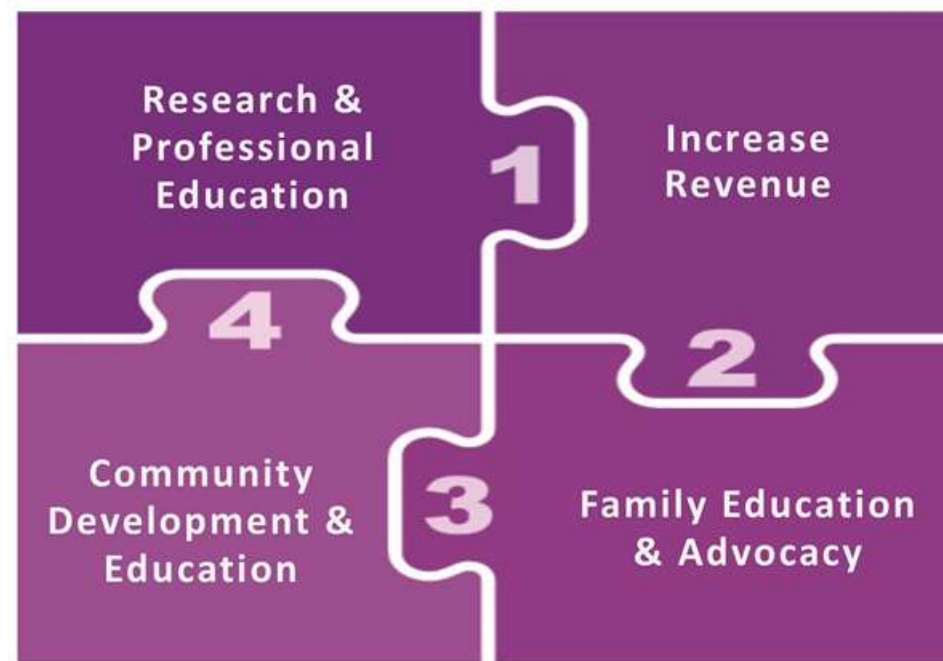 Research &
Professional
Education
1
Increase
Revenue
2
Family Education
& Advocacy
3
Community
Development &
Education
4